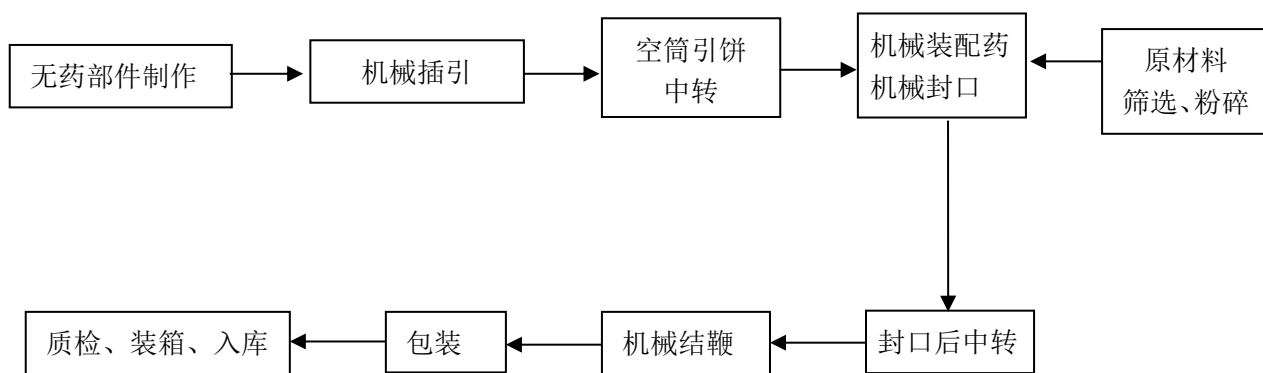 无药部件制作
机械插引
空筒引饼
中转
机械装配药
机械封口
原材料
筛选、粉碎
质检、装箱、入库
包装
机械结鞭
封口后中转